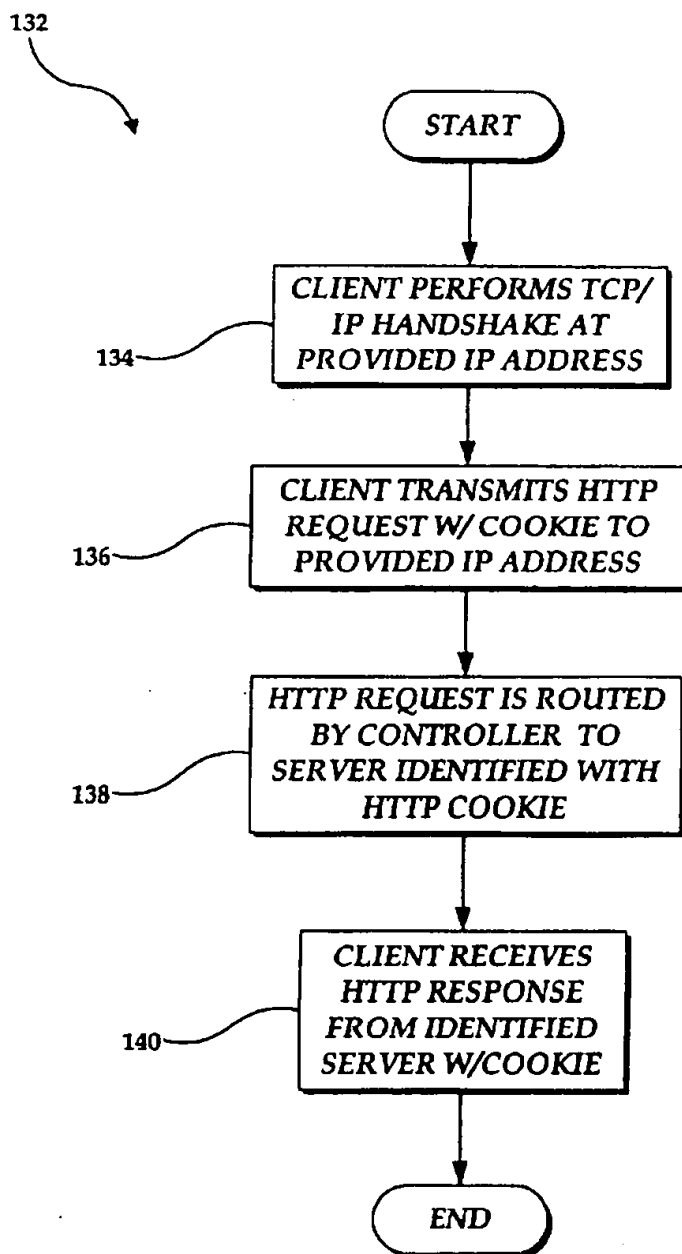 132
START
CLIENT PERFORMS TCP/
IP HANDSHAKE AT
PROVIDED IP ADDRESS
134
CLIENT TRANSMITS HTTP
REQUEST W/ COOKIE TO
PROVIDED IP ADDRESS
136
HTTP REQUEST IS ROUTED
BY CONTROLLER TO
SERVER IDENTIFIED WITH
HTTP COOKIE
138
CLIENT RECEIVES
HTTP RESPONSE
FROM IDENTIFIED
SERVER W/COOKIE
140
END